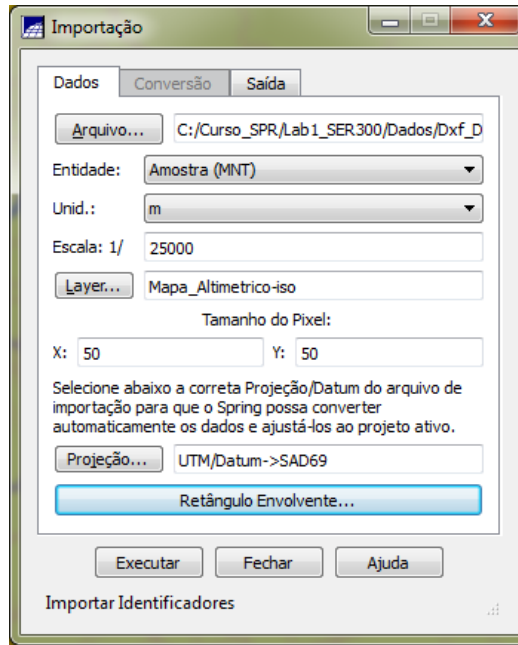 Importação
Dados Conversão Saída
Arquivo... C:/Curso_SPR/Lab1_SER300/Dados/Dxf_D
Entidade: Amostra (MNT)
Unid.: m
Escala: 1/ 25000
Layer... Mapa_Altimetrico-iso
Tamanho do Pixel:
X: 50 Y: 50
Selecione abaixo a correta Projeção/Datum do arquivo de
importação para que o Spring possa converter
automaticamente os dados e ajustá-los ao projeto ativo.
Projeção... UTM/Datum->SAD69
Retângulo Envolvente...
Executar Fechar Ajuda
Importar Identificadores